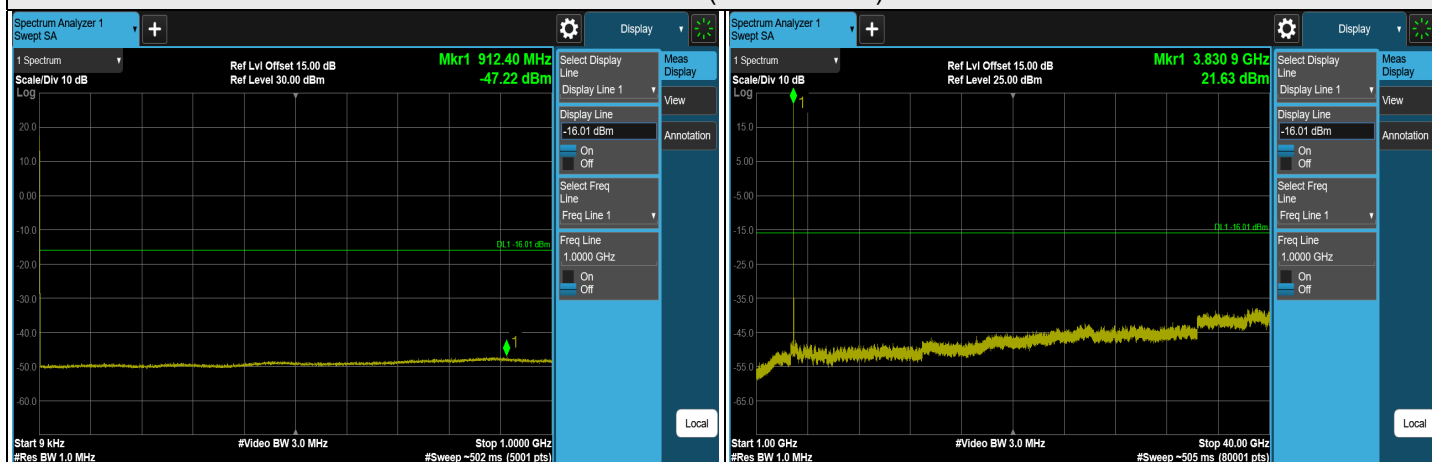 Spectrum Analyzer 1
Swept SA
+
Display
1 Spectrum
Scale/Div 10 dB
Log
Ref Lvl Offset 15.00 dB
Ref Level 30.00 dBm
Mkr1 912.40 MHz
-47.22 dBm
20.0
10.0
0.00
-10.0
-20.0
-30.0
-40.0
-50.0
-60.0
DL1 -16.01 dBm
1
Start 9 kHz
#Res BW 1.0 MHz
#Video BW 3.0 MHz
Stop 1.0000 GHz
#Sweep ~502 ms (5001 pts)
Select Display
Line
Display Line 1
Display Line
-16.01 dBm
On
Off
Select Freq
Line
Freq Line 1
Freq Line
1.0000 GHz
On
Off
Meas
Display
View
Annotation
Local
Spectrum Analyzer 1
Swept SA
+
Display
1 Spectrum
Scale/Div 10 dB
Log
Ref Lvl Offset 15.00 dB
Ref Level 25.00 dBm
Mkr1 3.830 9 GHz
21.63 dBm
1
15.0
5.00
-5.00
-15.0
-25.0
-35.0
-45.0
-55.0
-65.0
DL1 -16.01 dBm
Start 1.00 GHz
#Res BW 1.0 MHz
#Video BW 3.0 MHz
Stop 40.00 GHz
#Sweep ~505 ms (80001 pts)
Select Display
Line
Display Line 1
Display Line
-16.01 dBm
On
Off
Select Freq
Line
Freq Line 1
Freq Line
1.0000 GHz
On
Off
Meas
Display
View
Annotation
Local